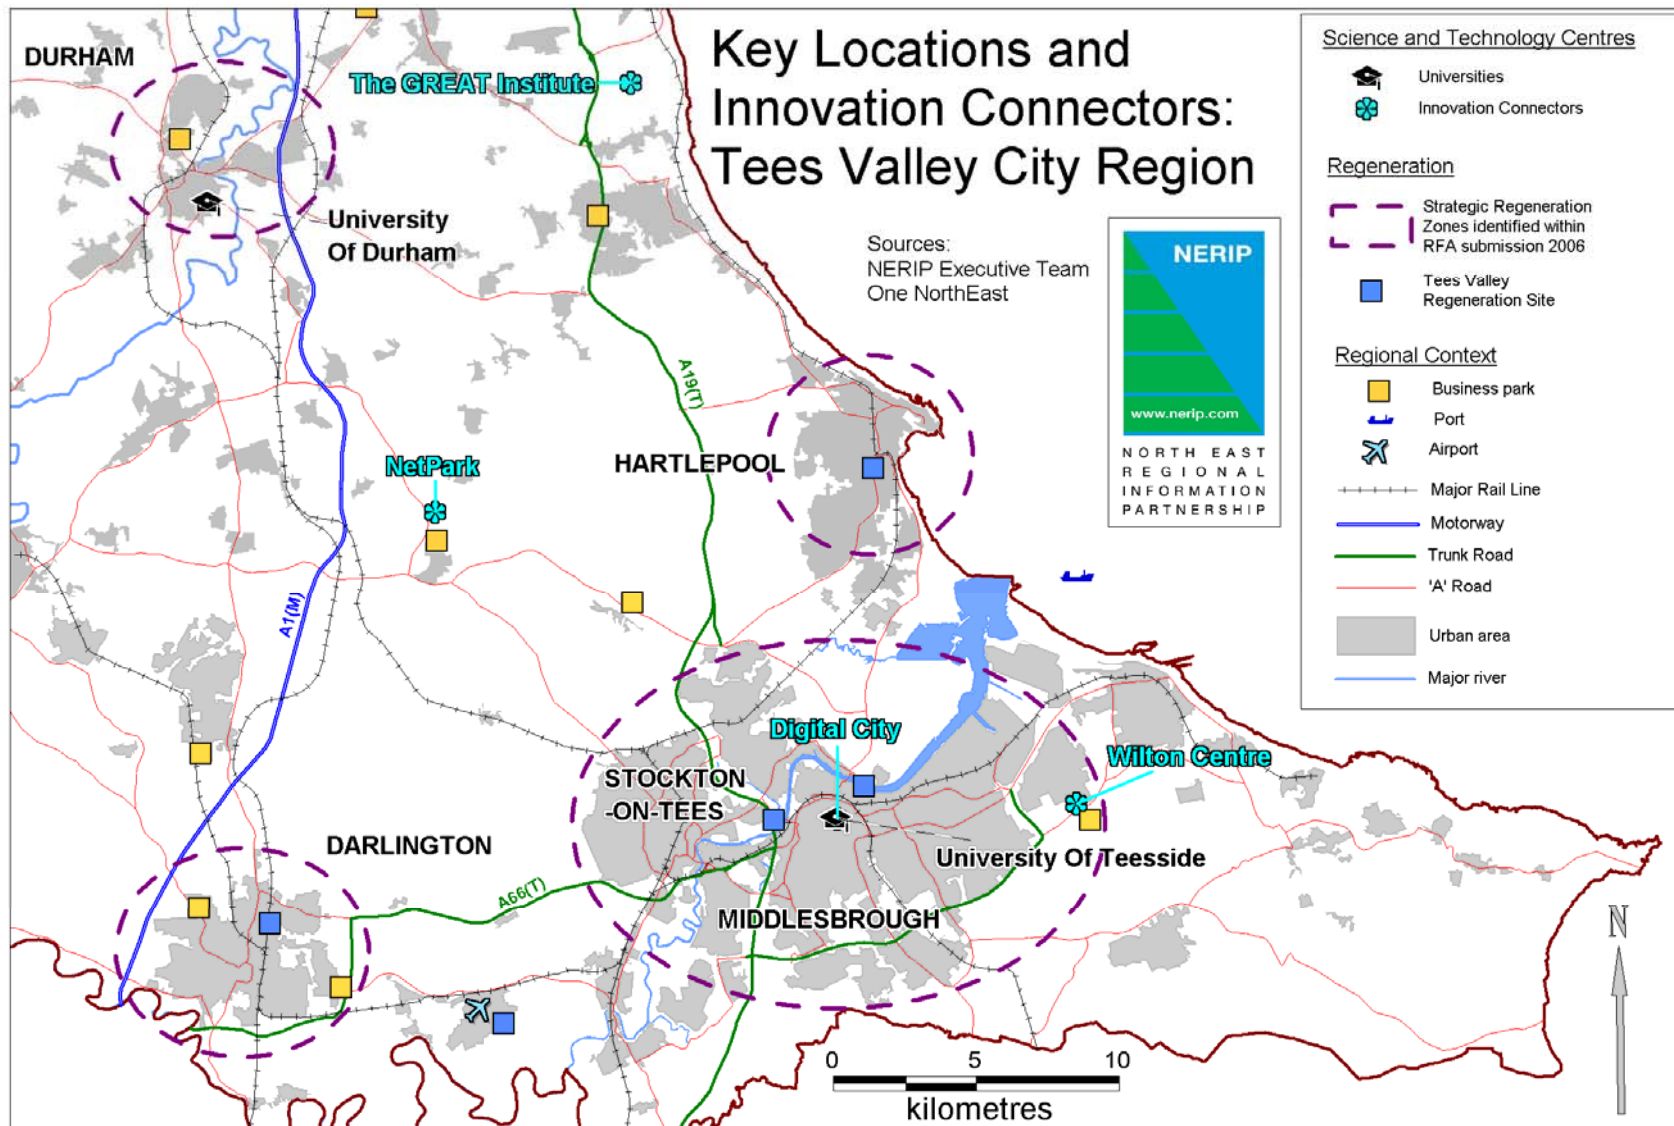 Key Locations and
Innovation Connectors:
Tees Valley City Region
Sources:
NERIP Executive Team
One NorthEast
NERIP
www.nerip.com
NORTH EAST
REGIONAL
INFORMATION
PARTNERSHIP
DURHAM
The GREAT Institute
University
Of Durham
A19(T)
NetPark
HARTLEPOOL
A1(M)
Digital City
Wilton Centre
STOCKTON
-ON-TEES
DARLINGTON
University Of Teesside
A66(T)
MIDDLESBROUGH
N
0 5 10
kilometres
Science and Technology Centres
Universities
Innovation Connectors
Regeneration
Strategic Regeneration
Zones identified within
RFA submission 2006
Tees Valley
Regeneration Site
Regional Context
Business park
Port
Airport
Major Rail Line
Motorway
Trunk Road
'A' Road
Urban area
Major river